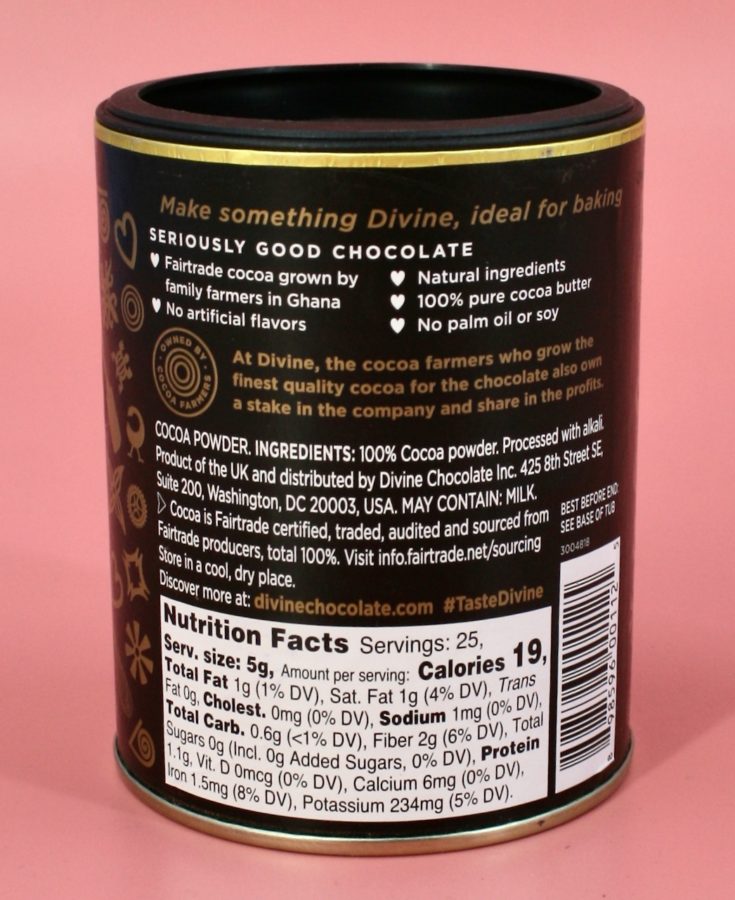 Make something Divine, ideal for baking
SERIOUSLY GOOD CHOCOLATE
Fairtrade cocoa grown by
family farmers in Ghana
No artificial flavors
Natural ingredients
100% pure cocoa butter
No palm oil or soy
OWNED BY
COCOA FARMERS
At Divine, the cocoa farmers who grow the
finest quality cocoa for the chocolate also own
a stake in the company and share in the profits.
COCOA POWDER. INGREDIENTS: 100% Cocoa powder. Processed with alkali.
Product of the UK and distributed by Divine Chocolate Inc. 425 8th Street SE,
Suite 200, Washington, DC 20003, USA. MAY CONTAIN: MILK.
Cocoa is Fairtrade certified, traded, audited and sourced from
Fairtrade producers, total 100%. Visit info.fairtrade.net/sourcing
Store in a cool, dry place.
Discover more at: divinechocolate.com #TasteDivine
BEST BEFORE END:
SEE BASE OF TUB
3004818
Nutrition Facts Servings: 25,
Serv. size: 5g, Amount per serving: Calories 19,
Total Fat 1g (1% DV), Sat. Fat 1g (4% DV), Trans
Fat 0g, Cholest. 0mg (0% DV), Sodium 1mg (0% DV),
Total Carb. 0.6g (<1% DV), Fiber 2g (6% DV), Total
Sugars 0g (Incl. 0g Added Sugars, 0% DV), Protein
1.1g, Vit. D 0mcg (0% DV), Calcium 6mg (0% DV),
Iron 1.5mg (8% DV), Potassium 234mg (5% DV).
8 98596 00112 5